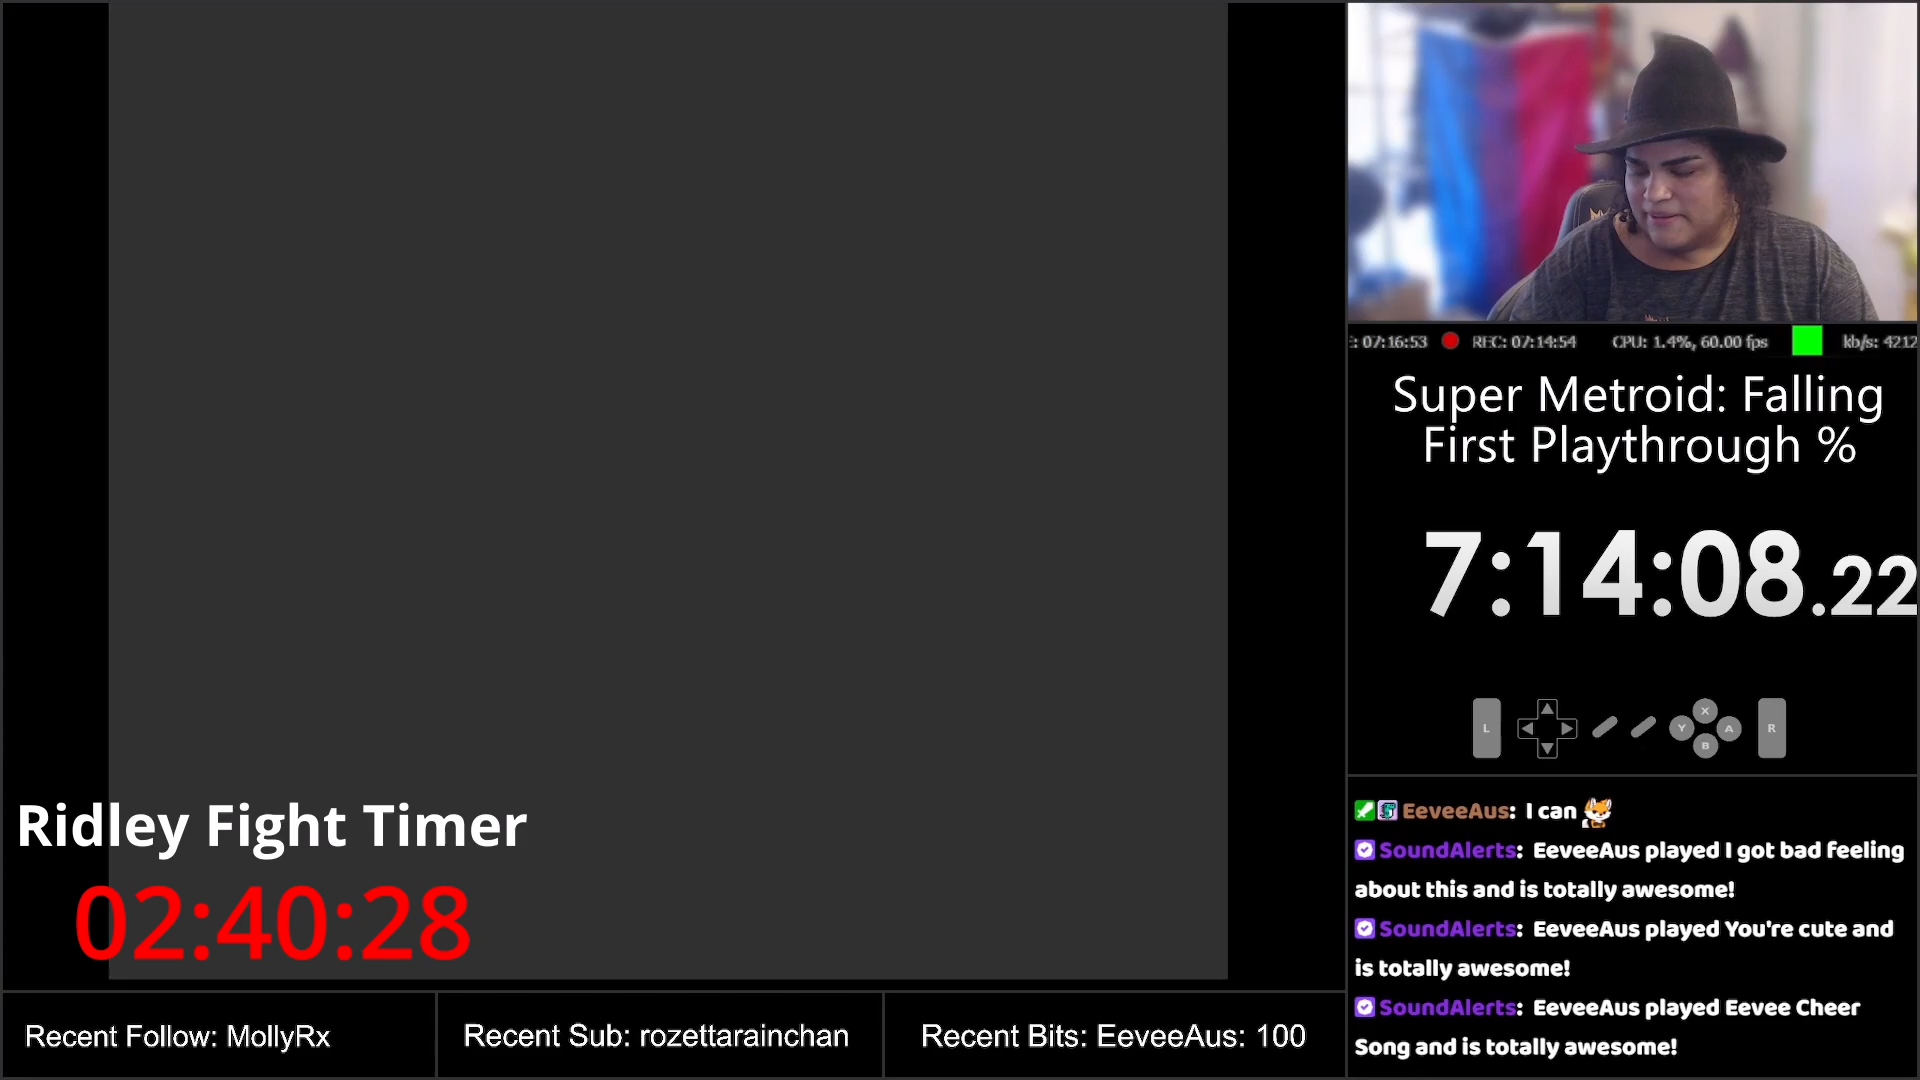 : 07:16:53 REC: 07:14:54 CPU: 1.4%, 60.00 fps kb/s: 4212
Super Metroid: Falling
First Playthrough %
7:14:08.22
L X Y A B R
EeveeAus: I can
SoundAlerts: EeveeAus played I got bad feeling
about this and is totally awesome!
SoundAlerts: EeveeAus played You're cute and
is totally awesome!
SoundAlerts: EeveeAus played Eevee Cheer
Song and is totally awesome!
Ridley Fight Timer
02:40:28
Recent Follow: MollyRx
Recent Sub: rozettarainchan
Recent Bits: EeveeAus: 100